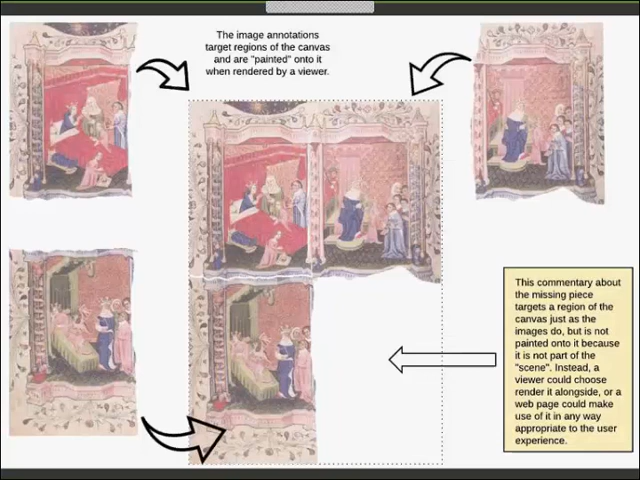 The image annotations
target regions of the canvas
and are "painted" onto it
when rendered by a viewer.
This commentary about
the missing piece
targets a region of the
canvas just as the
images do, but is not
painted onto it because
it is not part of the
"scene". Instead, a
viewer could choose
render it alongside, or a
web page could make
use of it in any way
appropriate to the user
experience.